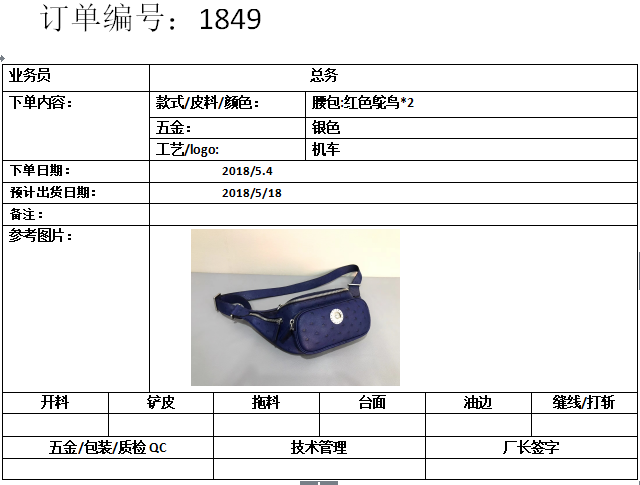 订单编号：1849
业务员 总务
下单内容： 款式/皮料/颜色： 腰包:红色鸵鸟*2
五金： 银色
工艺/logo: 机车
下单日期： 2018/5.4
预计出货日期： 2018/5/18
备注：
参考图片：
开料 铲皮 拖料 台面 油边 缝线/打斩
五金/包装/质检 QC 技术管理 厂长签字